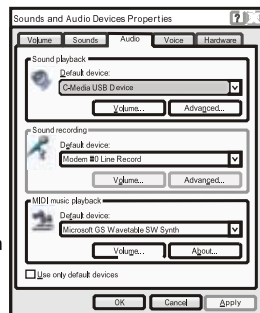 Sounds and Audio Devices Properties
Volume Sounds Audio Voice Hardware
Sound playback
Default device:
C-Media USB Device
Volume... Advanced...
Sound recording
Default device:
Modem #0 Line Record
Volume... Advanced...
MIDI music playback
Default device:
Microsoft GS Wavetable SW Synth
Volume... About...
Use only default devices
OK Cancel Apply